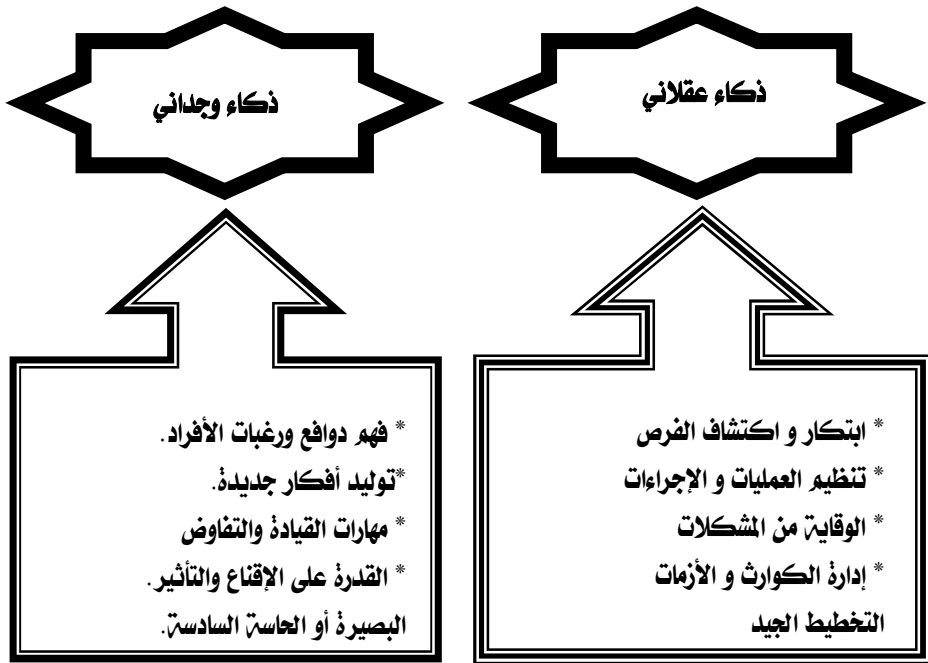 ذكاء عقلاني
* ابتكار و اكتشاف الفرص
* تنظيم العمليات و الإجراءات
* الوقاية من المشكلات
* إدارة الكوارث و الأزمات
التخطيط الجيد
ذكاء وجداني
* فهم دوافع ورغبات الأفراد.
*توليد أفكار جديدة.
* مهارات القيادة والتفاوض
* القدرة على الإقناع والتأثير.
البصيرة أو الحاسة السادسة.